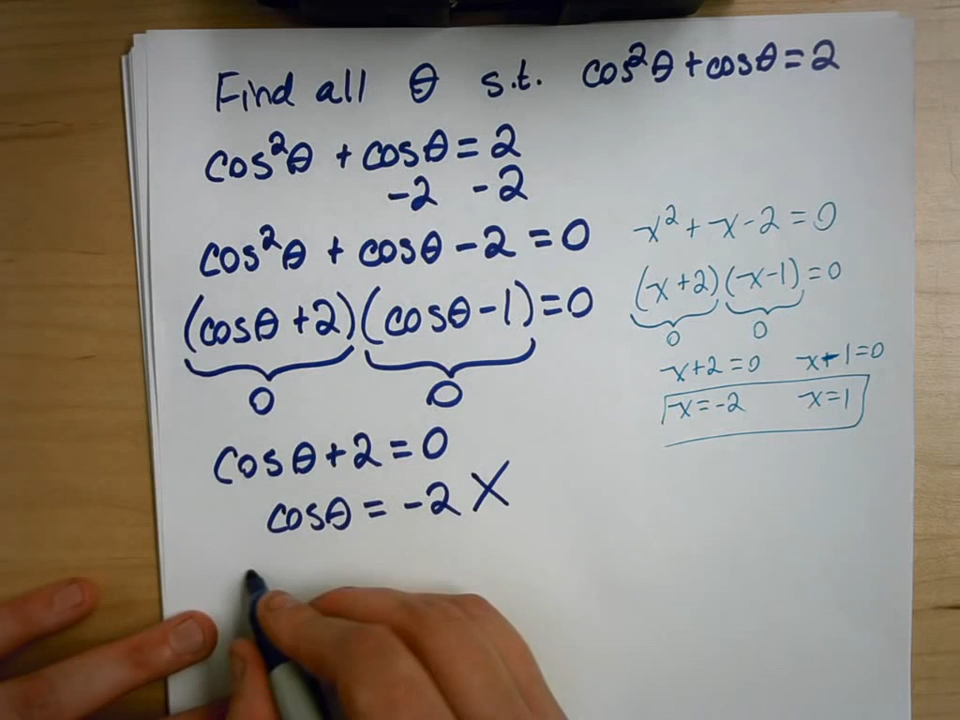 Find all θ s.t. cos²θ + cosθ = 2
cos²θ + cosθ = 2
-2 -2
cos²θ + cosθ - 2 = 0
(cosθ + 2)(cosθ - 1) = 0
0 0
cosθ + 2 = 0
cosθ = -2 X
x² + x - 2 = 0
(x + 2)(x - 1) = 0
0 0
x + 2 = 0 x - 1 = 0
x = -2 x = 1